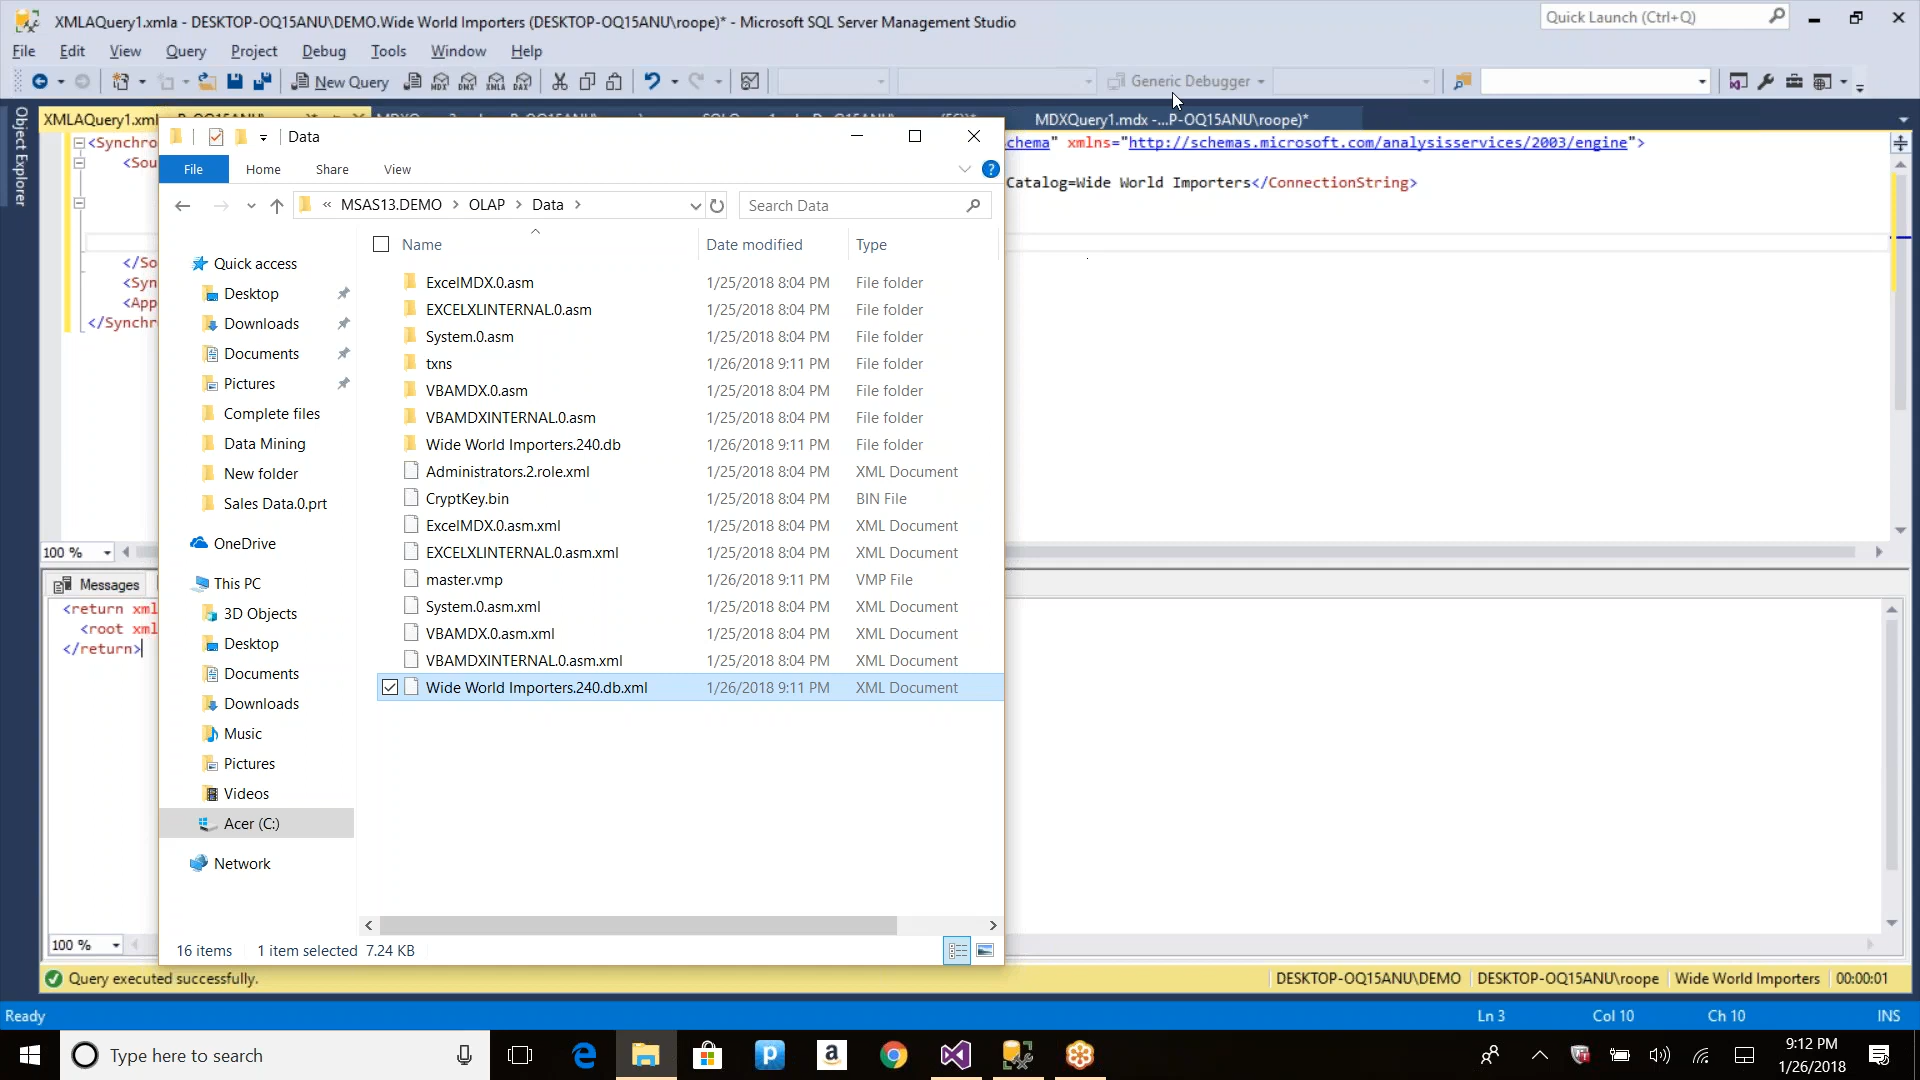 XMLAQuery1.xmla - DESKTOP-OQ15ANU\DEMO.Wide World Importers (DESKTOP-OQ15ANU\roope)* - Microsoft SQL Server Management Studio
Quick Launch (Ctrl+Q)
File Edit View Query Project Debug Tools Window Help
New Query
MDX DMX XMLA DAX
Generic Debugger
Object Explorer
XMLAQuery1.xml
MDXQuery1.mdx -...P-OQ15ANU\roope)*
<Synchro
chema" xmlns="http://schemas.microsoft.com/analysisservices/2003/engine">
<Sou
Catalog=Wide World Importers</ConnectionString>
</So
<Syn
<App
</Synchr
100 %
Messages
<return xml
<root xml
</return>
100 %
Data
File Home Share View
« MSAS13.DEMO > OLAP > Data >
Search Data
Name Date modified Type
Quick access
Desktop
Downloads
Documents
Pictures
Complete files
Data Mining
New folder
Sales Data.0.prt
OneDrive
This PC
3D Objects
Desktop
Documents
Downloads
Music
Pictures
Videos
Acer (C:)
Network
ExcelMDX.0.asm 1/25/2018 8:04 PM File folder
EXCELXLINTERNAL.0.asm 1/25/2018 8:04 PM File folder
System.0.asm 1/25/2018 8:04 PM File folder
txns 1/26/2018 9:11 PM File folder
VBAMDX.0.asm 1/25/2018 8:04 PM File folder
VBAMDXINTERNAL.0.asm 1/25/2018 8:04 PM File folder
Wide World Importers.240.db 1/26/2018 9:11 PM File folder
Administrators.2.role.xml 1/25/2018 8:04 PM XML Document
CryptKey.bin 1/25/2018 8:04 PM BIN File
ExcelMDX.0.asm.xml 1/25/2018 8:04 PM XML Document
EXCELXLINTERNAL.0.asm.xml 1/25/2018 8:04 PM XML Document
master.vmp 1/26/2018 9:11 PM VMP File
System.0.asm.xml 1/25/2018 8:04 PM XML Document
VBAMDX.0.asm.xml 1/25/2018 8:04 PM XML Document
VBAMDXINTERNAL.0.asm.xml 1/25/2018 8:04 PM XML Document
Wide World Importers.240.db.xml 1/26/2018 9:11 PM XML Document
16 items 1 item selected 7.24 KB
Query executed successfully.
DESKTOP-OQ15ANU\DEMO DESKTOP-OQ15ANU\roope Wide World Importers 00:00:01
Ready Ln 3 Col 10 Ch 10 INS
Type here to search
9:12 PM
1/26/2018